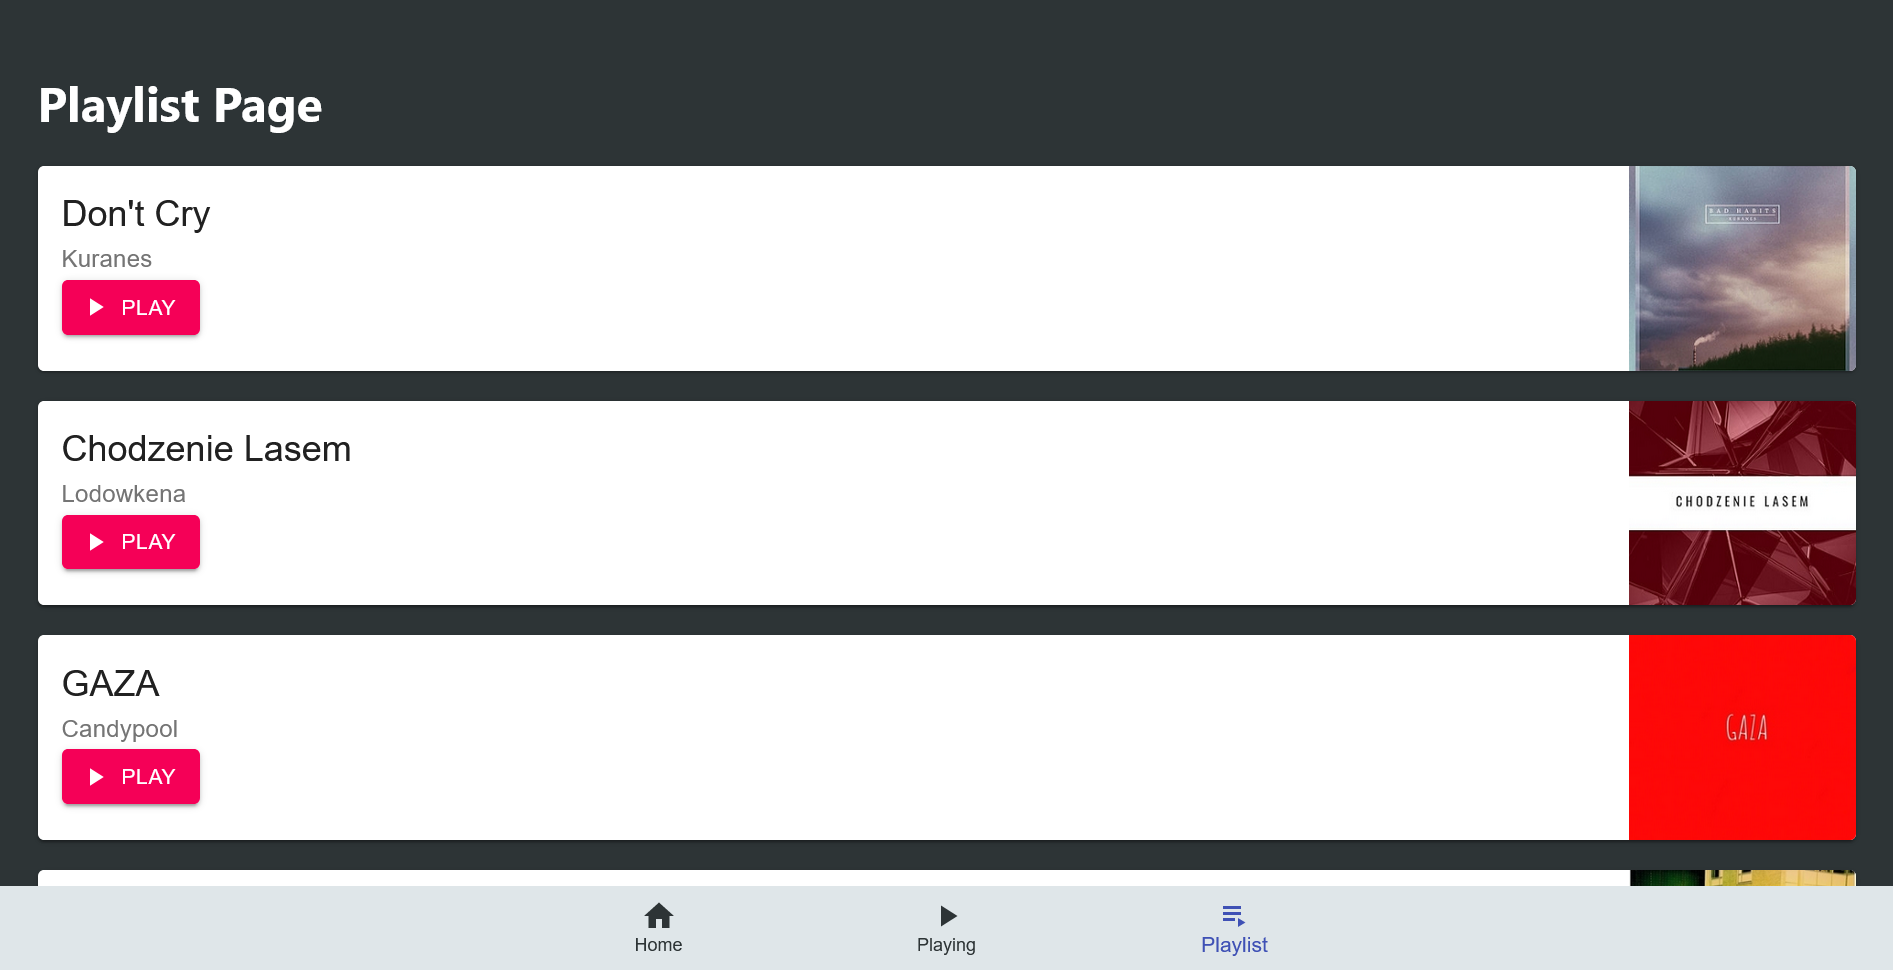 Playlist Page
Don't Cry
Kuranes
PLAY
BAD HABITS
KURANES
Chodzenie Lasem
Lodowkena
PLAY
CHODZENIE LASEM
GAZA
Candypool
PLAY
GAZA
Home
Playing
Playlist